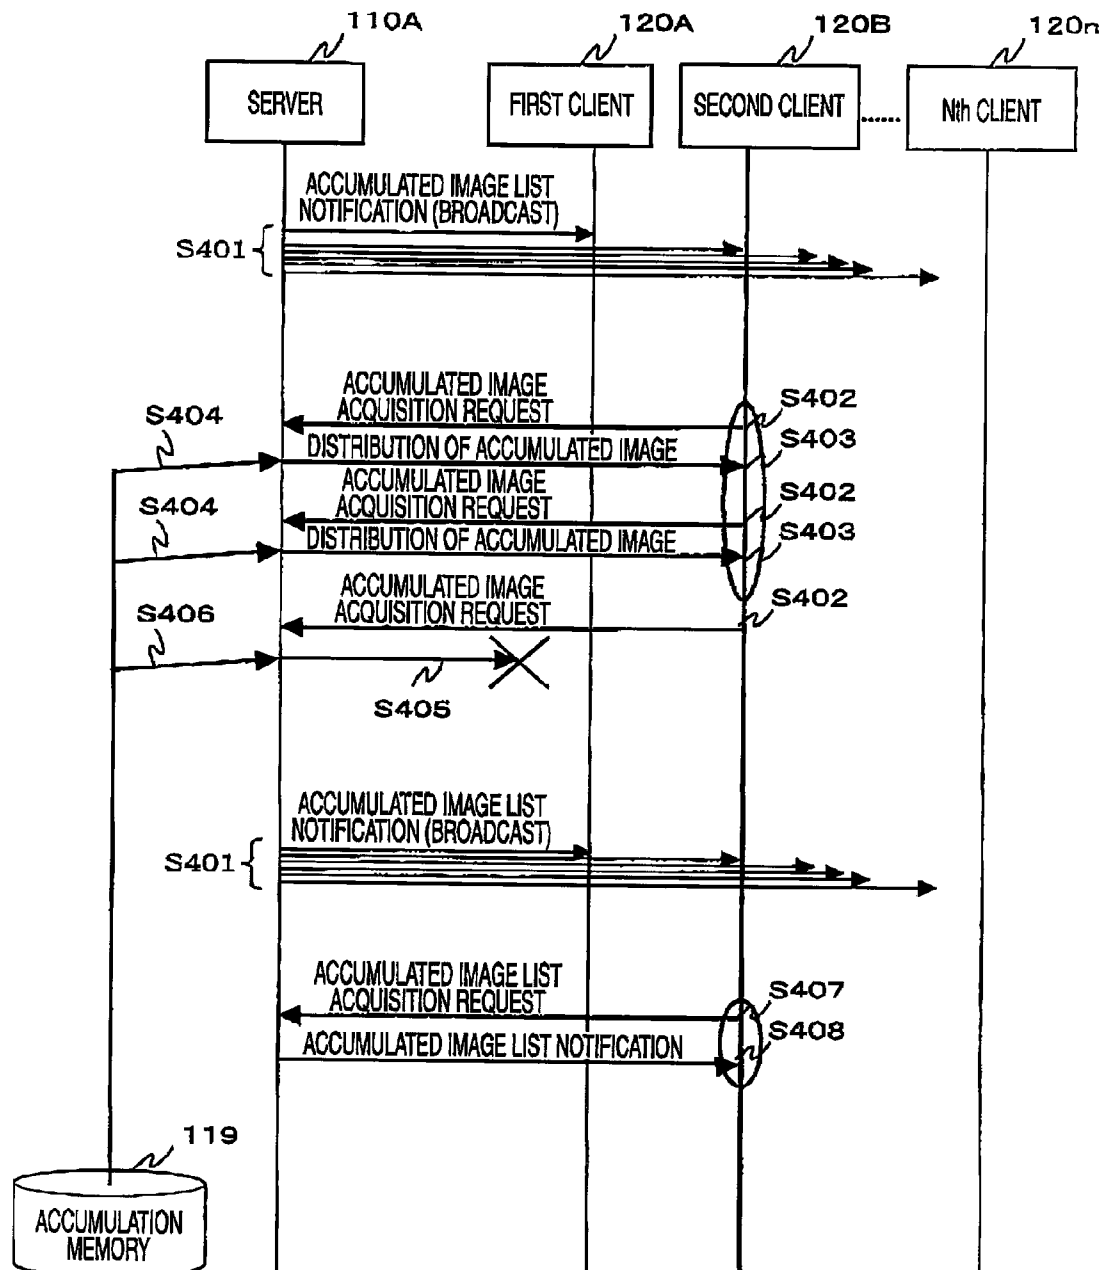 110A
120A
120B
120n
SERVER
FIRST CLIENT
SECOND CLIENT
......
Nth CLIENT
ACCUMULATED IMAGE LIST
NOTIFICATION (BROADCAST)
S401
ACCUMULATED IMAGE
ACQUISITION REQUEST
S402
S404
DISTRIBUTION OF ACCUMULATED IMAGE
S403
ACCUMULATED IMAGE
ACQUISITION REQUEST
S402
S404
DISTRIBUTION OF ACCUMULATED IMAGE
S403
ACCUMULATED IMAGE
ACQUISITION REQUEST
S402
S406
S405
ACCUMULATED IMAGE LIST
NOTIFICATION (BROADCAST)
S401
ACCUMULATED IMAGE LIST
ACQUISITION REQUEST
S407
ACCUMULATED IMAGE LIST NOTIFICATION
S408
119
ACCUMULATION
MEMORY